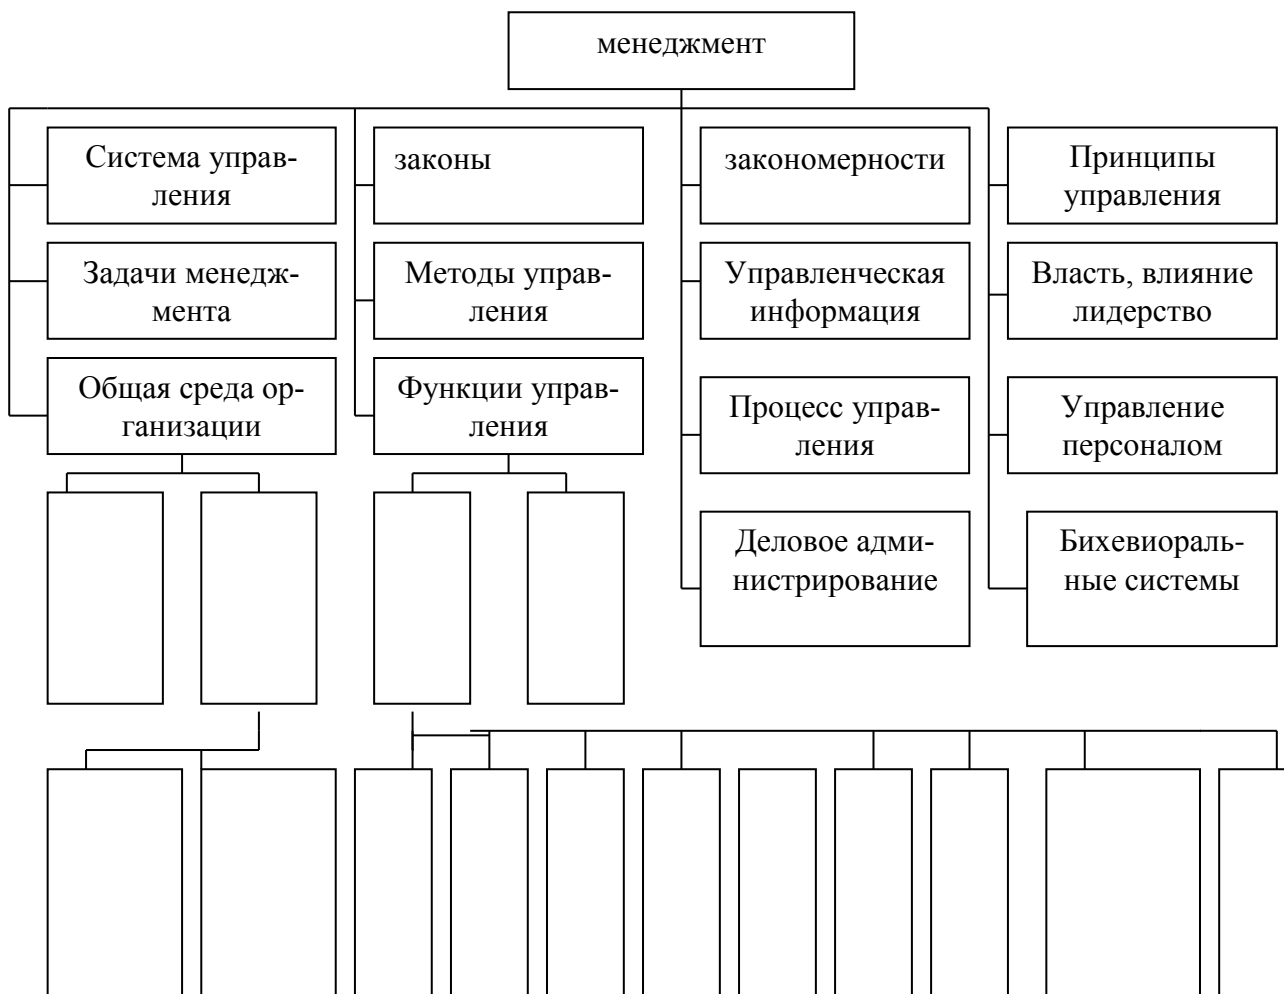 менеджмент
Система управ-
ления
законы
закономерности
Принципы
управления
Задачи менедж-
мента
Методы управ-
ления
Управленческая
информация
Власть, влияние
лидерство
Общая среда ор-
ганизации
Функции управ-
ления
Процесс управ-
ления
Управление
персоналом
Деловое адми-
нистрирование
Бихевиораль-
ные системы